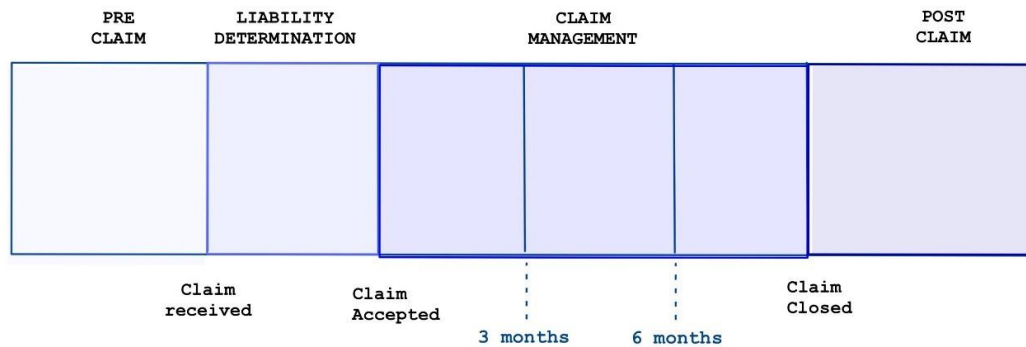 PRE
CLAIM
LIABILITY
DETERMINATION
CLAIM
MANAGEMENT
POST
CLAIM
Claim
received
Claim
Accepted
3 months
6 months
Claim
Closed